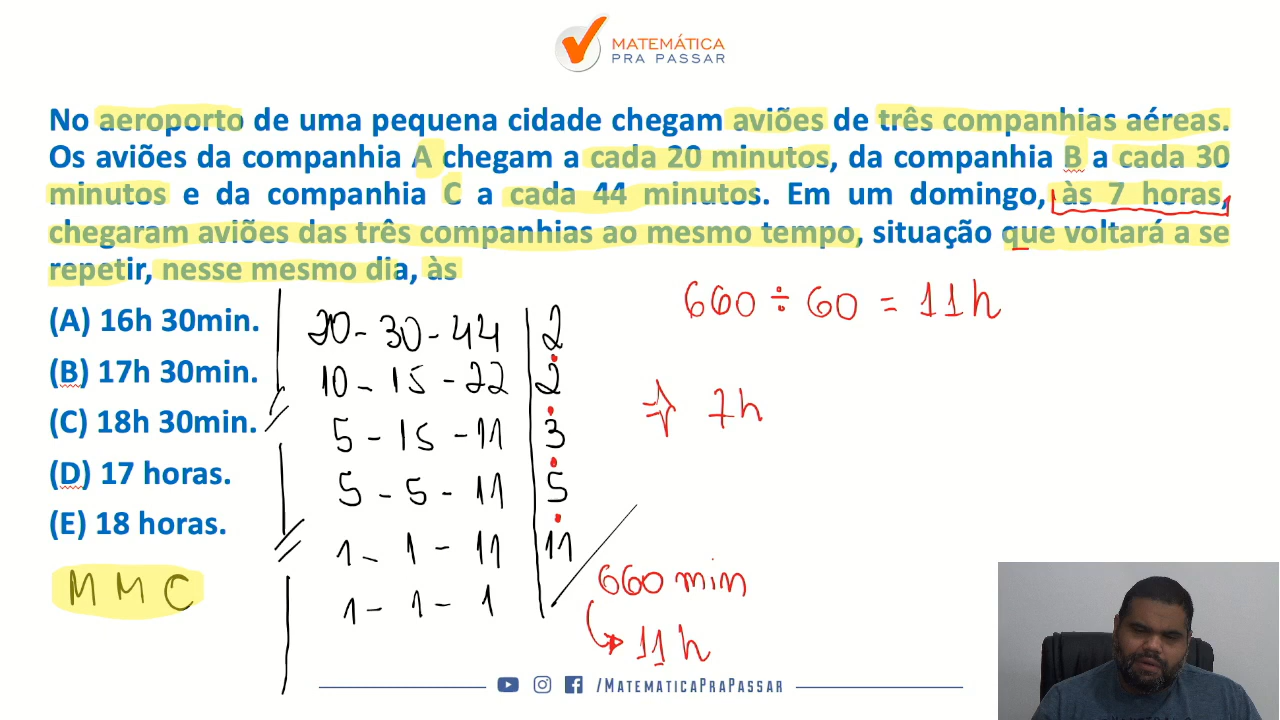 MATEMÁTICA
PRA PASSAR
No aeroporto de uma pequena cidade chegam aviões de três companhias aéreas.
Os aviões da companhia A chegam a cada 20 minutos, da companhia B a cada 30
minutos e da companhia C a cada 44 minutos. Em um domingo, às 7 horas,
chegaram aviões das três companhias ao mesmo tempo, situação que voltará a se
repetir, nesse mesmo dia, às
(A) 16h 30min.
(B) 17h 30min.
(C) 18h 30min.
(D) 17 horas.
(E) 18 horas.
MMC
20 - 30 - 44 | 2
10 - 15 - 22 | 2
5 - 15 - 11 | 3
5 - 5 - 11 | 5
1 - 1 - 11 | 11
1 - 1 - 1
660 min
11 h
660 ÷ 60 = 11h
7h
/MatematicaPraPassar